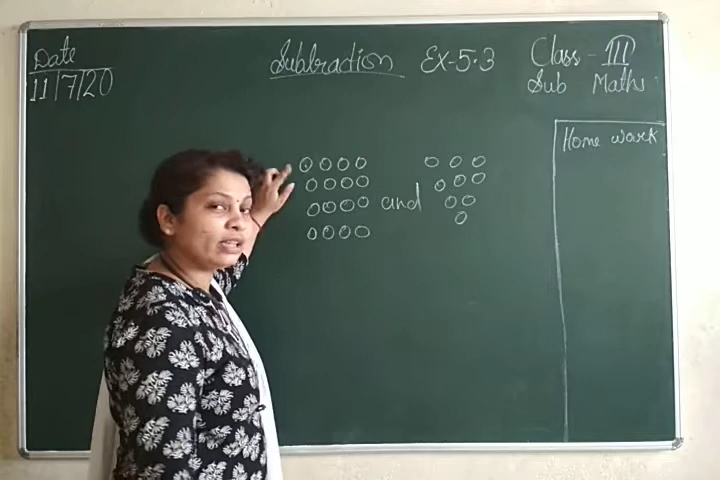 Date
11/7/20
Subtraction Ex-5.3
Class - III
Sub Maths
Home work
and